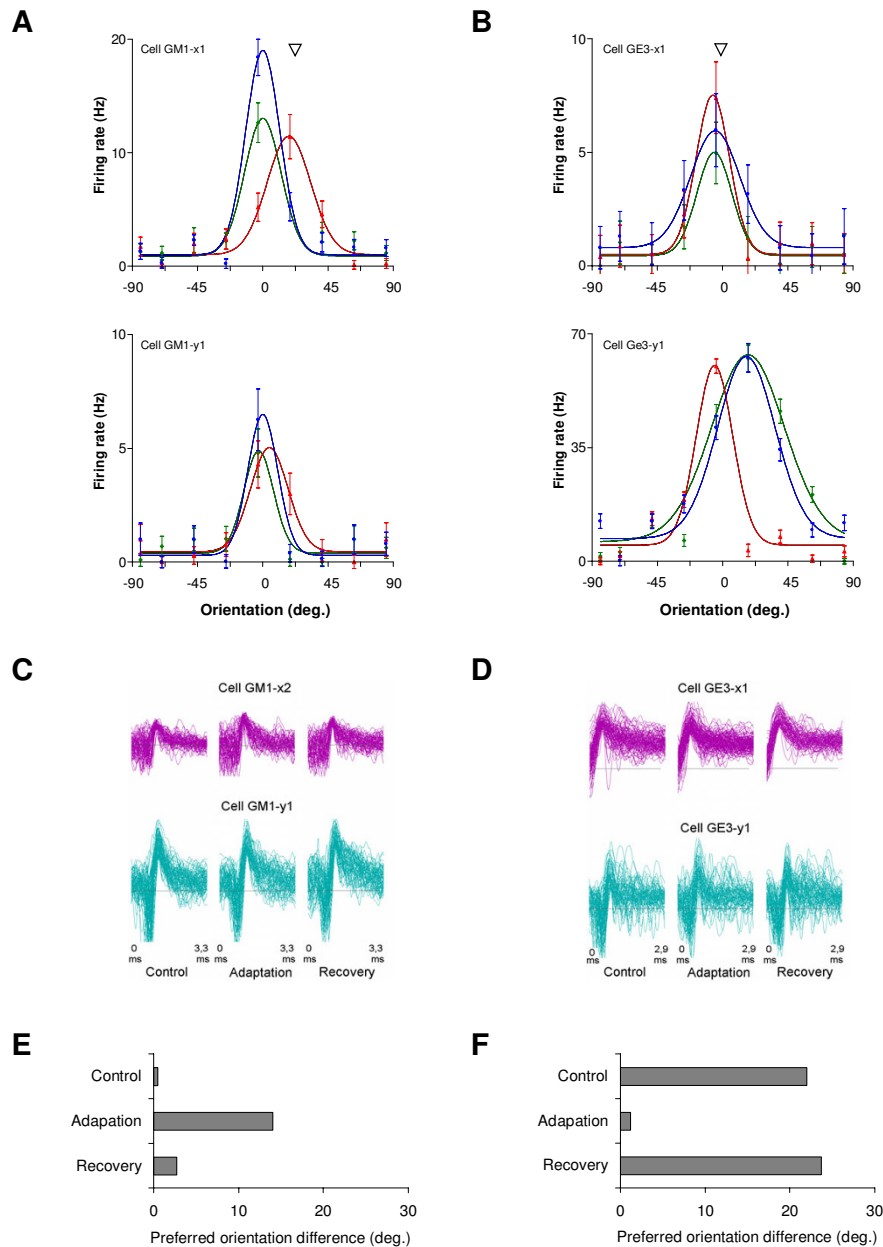 A
B
Cell GM1-x1
Firing rate (Hz)
20
10
0
-90 -45 0 45 90
Cell GE3-x1
Firing rate (Hz)
10
5
0
-90 -45 0 45 90
Cell GM1-y1
Firing rate (Hz)
10
5
0
-90 -45 0 45 90
Orientation (deg.)
Cell Ge3-y1
Firing rate (Hz)
70
35
0
-90 -45 0 45 90
Orientation (deg.)
C
Cell GM1-x2
Cell GM1-y1
0 3,3 0 3,3 0 3,3
ms ms ms ms ms ms
Control Adaptation Recovery
D
Cell GE3-x1
Cell GE3-y1
0 2,9 0 2,9 0 2,9
ms ms ms ms ms ms
Control Adaptation Recovery
E
Control
Adapation
Recovery
0 10 20 30
Preferred orientation difference (deg.)
F
Control
Adapation
Recovery
0 10 20 30
Preferred orientation difference (deg.)